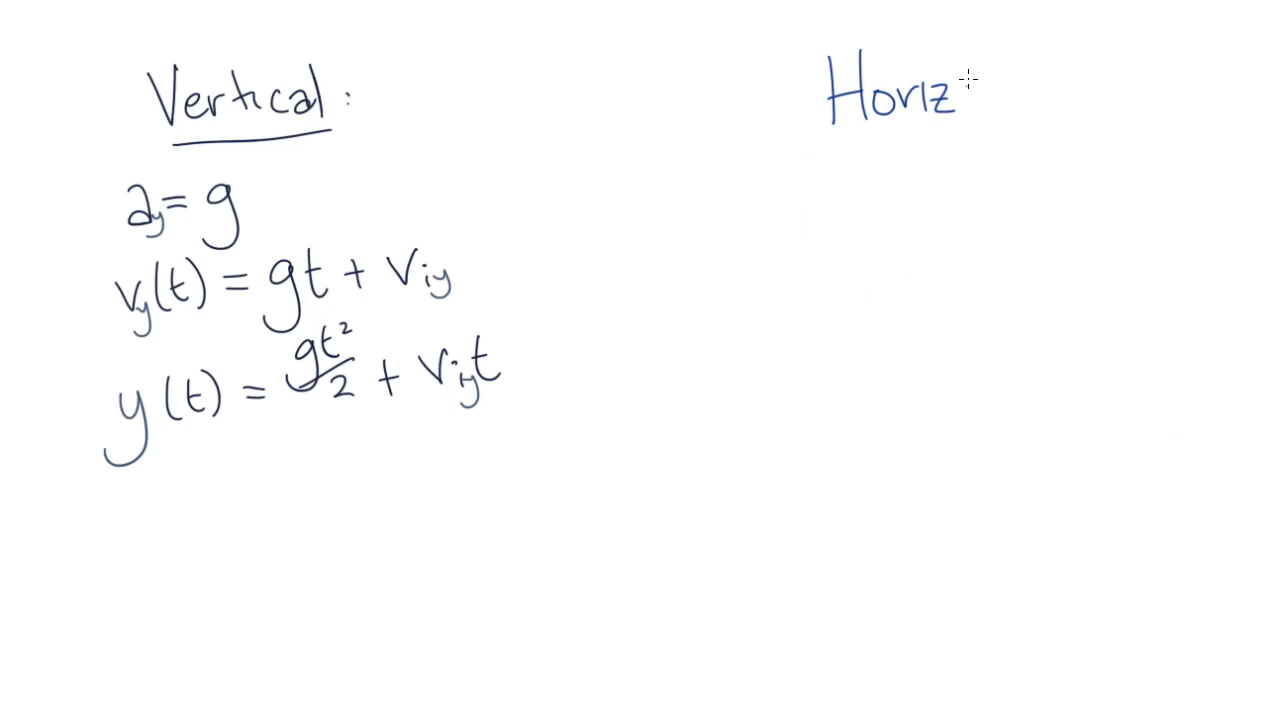 Vertical:
Horiz
a_y = g
v_y(t) = gt + v_iy
y(t) = gt²/2 + v_iy t